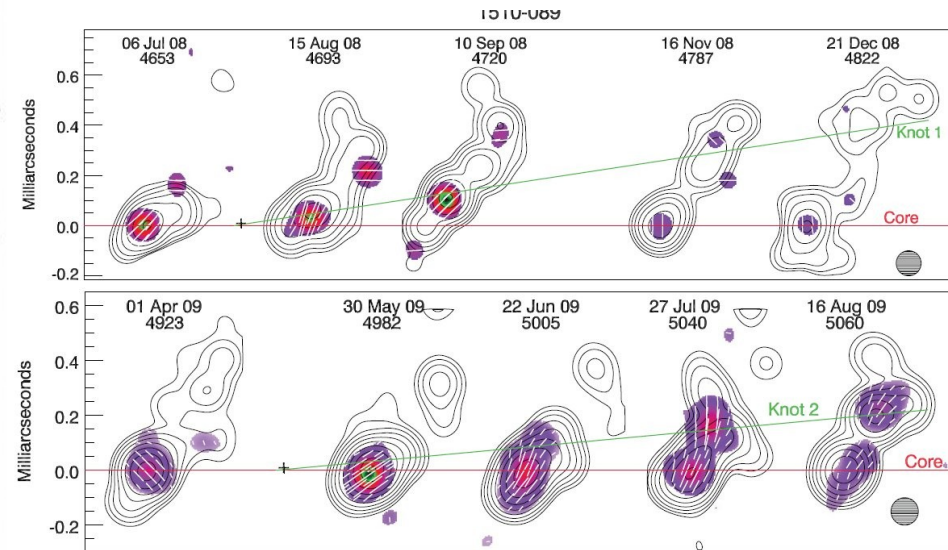 1510-089
06 Jul 08 15 Aug 08 10 Sep 08 16 Nov 08 21 Dec 08
4653 4693 4720 4787 4822
0.6
0.4
Knot 1
0.2
Core
0.0
-0.2
Milliarcseconds
01 Apr 09 30 May 09 22 Jun 09 27 Jul 09 16 Aug 09
4923 4982 5005 5040 5060
0.6
0.4
Knot 2
0.2
Core
0.0
-0.2
Milliarcseconds